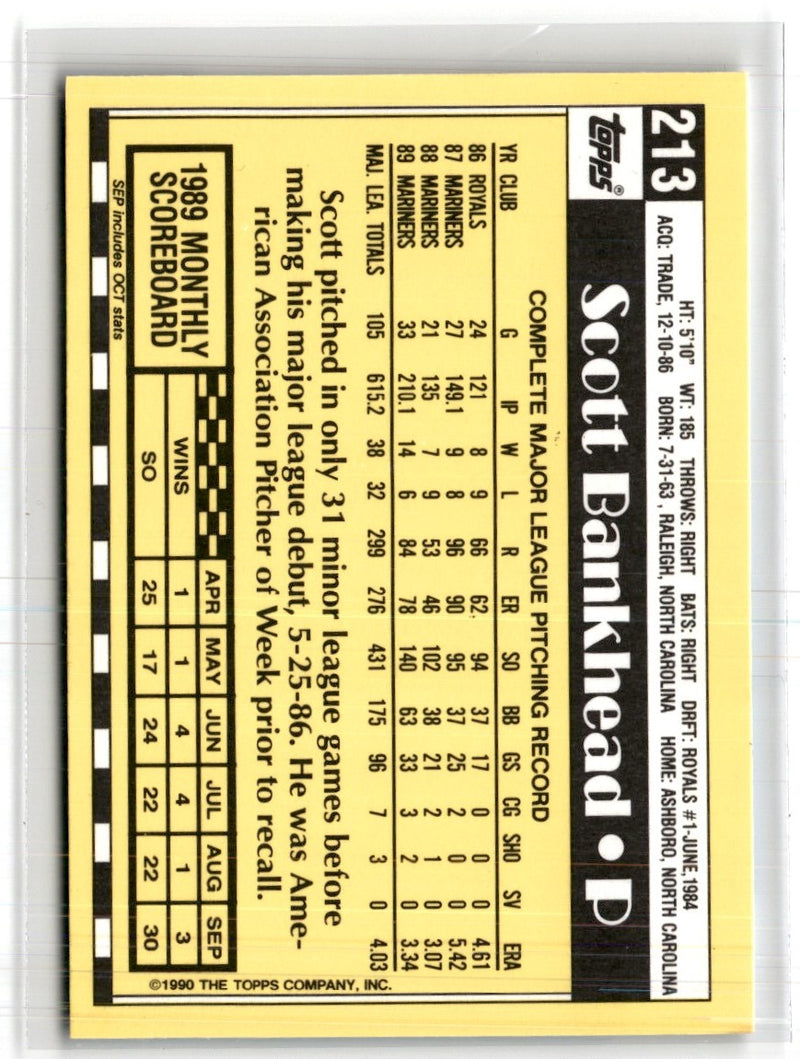 213
HT: 5'10" WT: 185 THROWS: RIGHT BATS: RIGHT DRFT: ROYALS #1-JUNE, 1984
ACQ: TRADE, 12-10-86 BORN: 7-31-63, RALEIGH, NORTH CAROLINA HOME: ASHBORO, NORTH CAROLINA
TOPPS®
Scott Bankhead • P
COMPLETE MAJOR LEAGUE PITCHING RECORD
YR CLUB G IP W L R ER SO BB GS CG SHO SV ERA
86 ROYALS 24 121 8 9 66 62 94 37 17 0 0 0 4.61
87 MARINERS 27 149.1 9 8 96 90 95 37 25 2 0 0 5.42
88 MARINERS 21 135 7 9 53 46 102 38 21 2 1 0 3.07
89 MARINERS 33 210.1 14 6 84 78 140 63 33 3 2 0 3.34
MAJ. LEA. TOTALS 105 615.2 38 32 299 276 431 175 96 7 3 0 4.03
Scott pitched in only 31 minor league games before
making his major league debut, 5-25-86. He was Ame-
rican Association Pitcher of Week prior to recall.
1989 MONTHLY
SCOREBOARD
APR MAY JUN JUL AUG SEP
WINS 1 1 4 4 1 3
SO 25 17 24 22 22 30
SEP includes OCT stats
©1990 THE TOPPS COMPANY, INC.